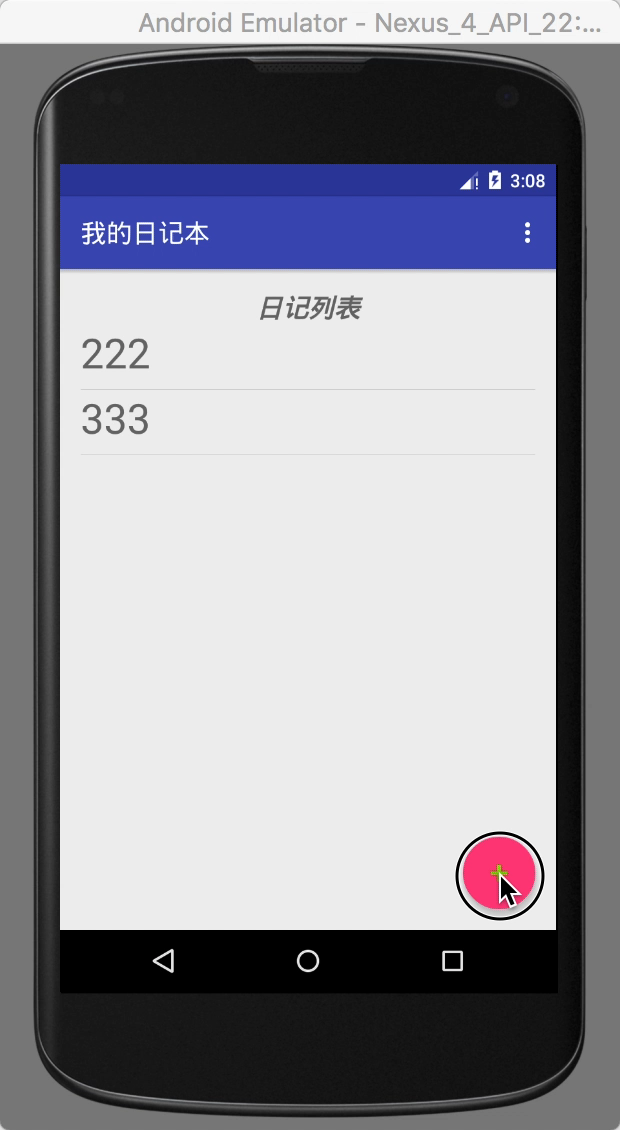 Android Emulator - Nexus_4_API_22:...
3:08
我的日记本
日记列表
222
333